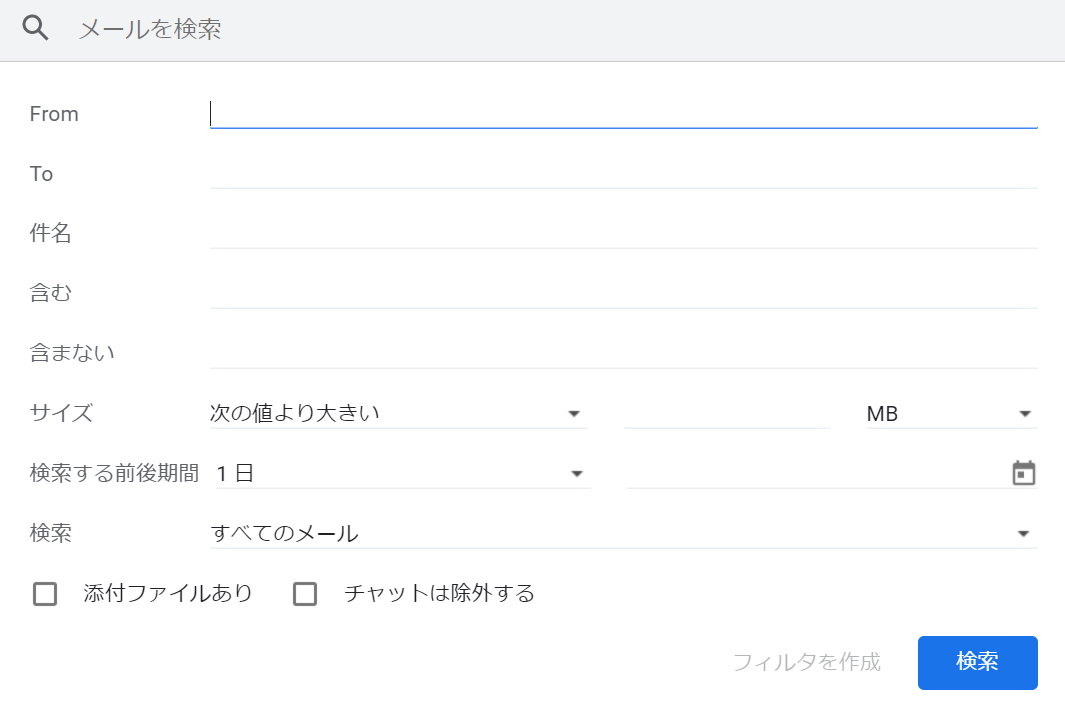 メールを検索
From
To
件名
含む
含まない
サイズ 次の値より大きい MB
検索する前後期間 1 日
検索 すべてのメール
添付ファイルあり チャットは除外する
フィルタを作成 検索